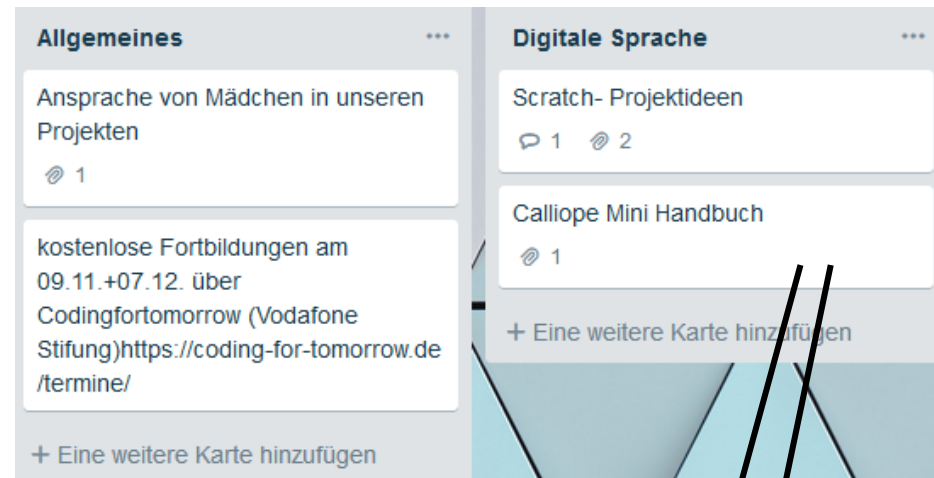 Allgemeines
Ansprache von Mädchen in unseren
Projekten
1
kostenlose Fortbildungen am
09.11.+07.12. über
Codingfortomorrow (Vodafone
Stifung)https://coding-for-tomorrow.de
/termine/
+ Eine weitere Karte hinzufügen
Digitale Sprache
Scratch- Projektideen
1 2
Calliope Mini Handbuch
1
+ Eine weitere Karte hinzufügen